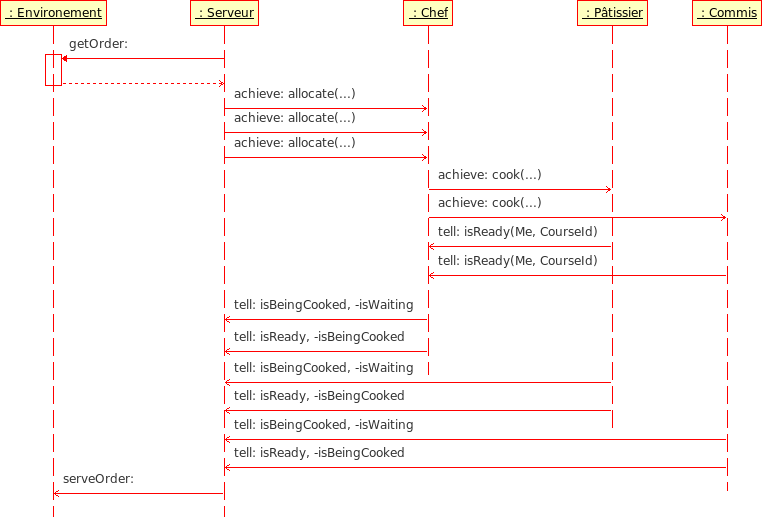 : Environement
: Serveur
: Chef
: Pâtissier
: Commis
getOrder:
achieve: allocate(...)
achieve: allocate(...)
achieve: allocate(...)
achieve: cook(...)
achieve: cook(...)
tell: isReady(Me, CourseId)
tell: isReady(Me, CourseId)
tell: isBeingCooked, -isWaiting
tell: isReady, -isBeingCooked
tell: isBeingCooked, -isWaiting
tell: isReady, -isBeingCooked
tell: isBeingCooked, -isWaiting
tell: isReady, -isBeingCooked
serveOrder: